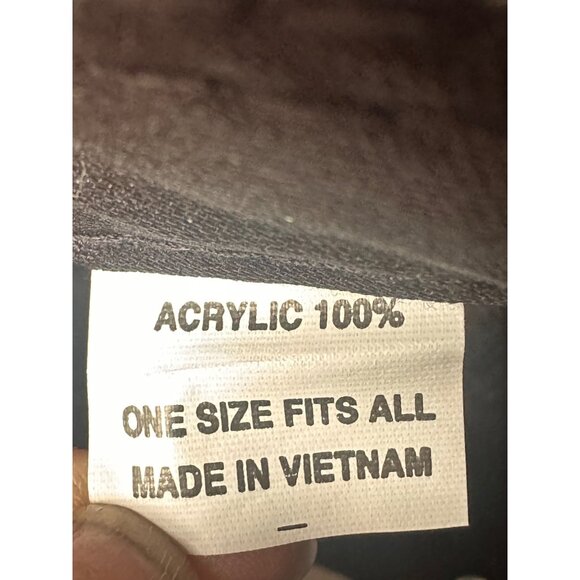 ACRYLIC 100%
ONE SIZE FITS ALL
MADE IN VIETNAM